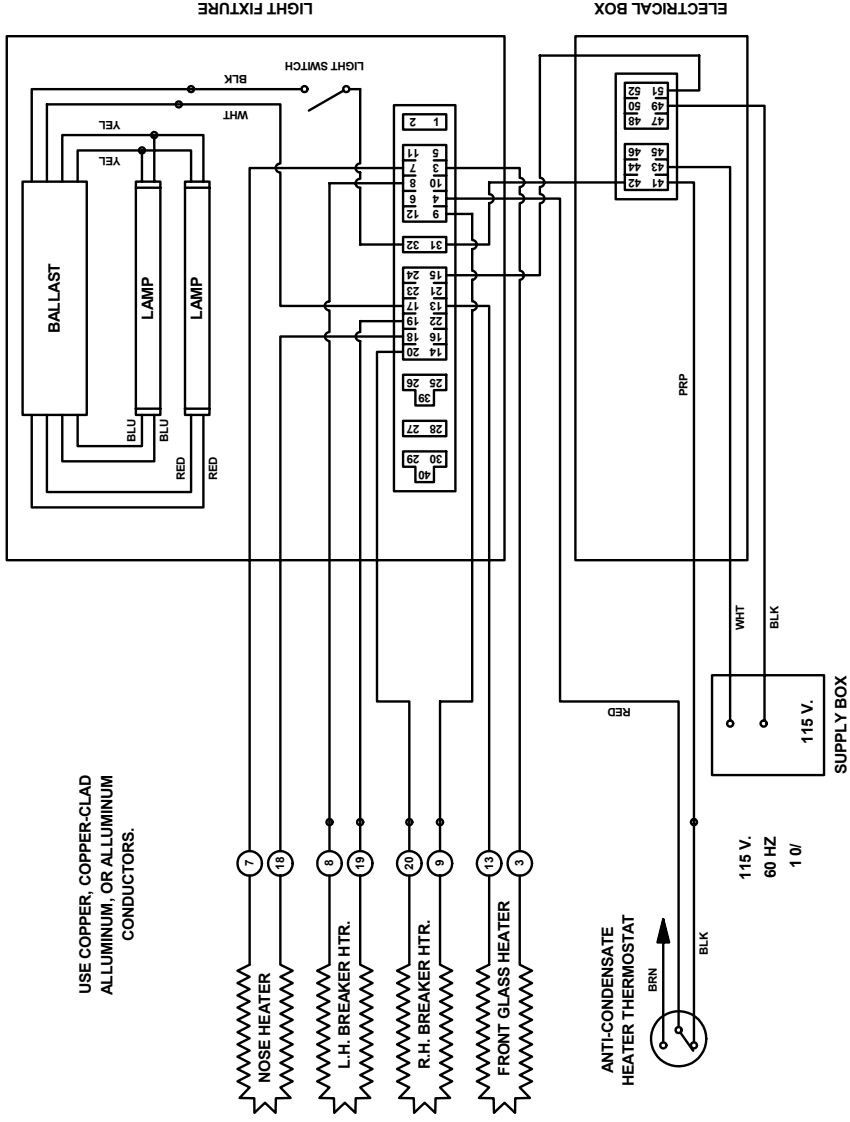 LIGHT FIXTURE
ELECTRICAL BOX
BALLAST
LAMP
LAMP
YEL
YEL
BLK
WHT
LIGHT SWITCH
BLU
BLU
RED
RED
2 1
11 5
7 3
8 10
6 4
12 9
32 31
24 15
23 21
17 13
19 22
18 16
20 14
26 25
39
27 28
29 30
40
52 51
50 49
48 47
46 45
44 43
42 41
PRP
WHT
BLK
RED
115 V.
SUPPLY BOX
115 V.
60 HZ
1 0/
USE COPPER, COPPER-CLAD
ALLUMINUM, OR ALLUMINUM
CONDUCTORS.
7
18
8
19
20
9
13
3
NOSE HEATER
L.H. BREAKER HTR.
R.H. BREAKER HTR.
FRONT GLASS HEATER
ANTI-CONDENSATE
HEATER THERMOSTAT
BRN
BLK